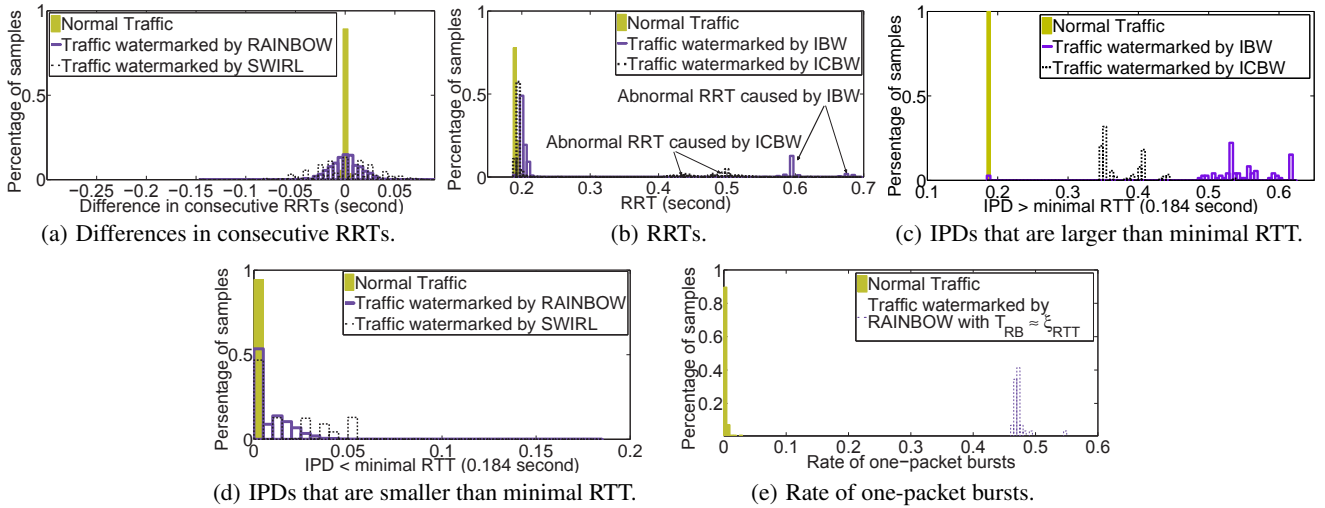 Normal Traffic
Traffic watermarked by RAINBOW
Traffic watermarked by SWIRL
Percentage of samples
1
0.5
0
−0.25 −0.2 −0.15 −0.1 −0.05 0 0.05
Difference in consecutive RRTs (second)
(a) Differences in consecutive RRTs.
Normal Traffic
Traffic watermarked by IBW
Traffic watermarked by ICBW
Abnormal RRT caused by IBW
Abnormal RRT caused by ICBW
Percentage of samples
1
0.5
0
0.2 0.3 0.4 0.5 0.6 0.7
RRT (second)
(b) RRTs.
Normal Traffic
Traffic watermarked by IBW
Traffic watermarked by ICBW
Persentage of samples
1
0.5
0
0.1 0.2 0.3 0.4 0.5 0.6
IPD > minimal RTT (0.184 second)
(c) IPDs that are larger than minimal RTT.
Normal Traffic
Traffic watermarked by RAINBOW
Traffic watermarked by SWIRL
Persentage of samples
1
0.5
0
0 0.05 0.1 0.15 0.2
IPD < minimal RTT (0.184 second)
(d) IPDs that are smaller than minimal RTT.
Normal Traffic
Traffic watermarked by
RAINBOW with T_RB ≈ ξ_RTT
Percentage of samples
1
0.8
0.6
0.4
0.2
0 0.1 0.2 0.3 0.4 0.5 0.6
Rate of one−packet bursts
(e) Rate of one-packet bursts.